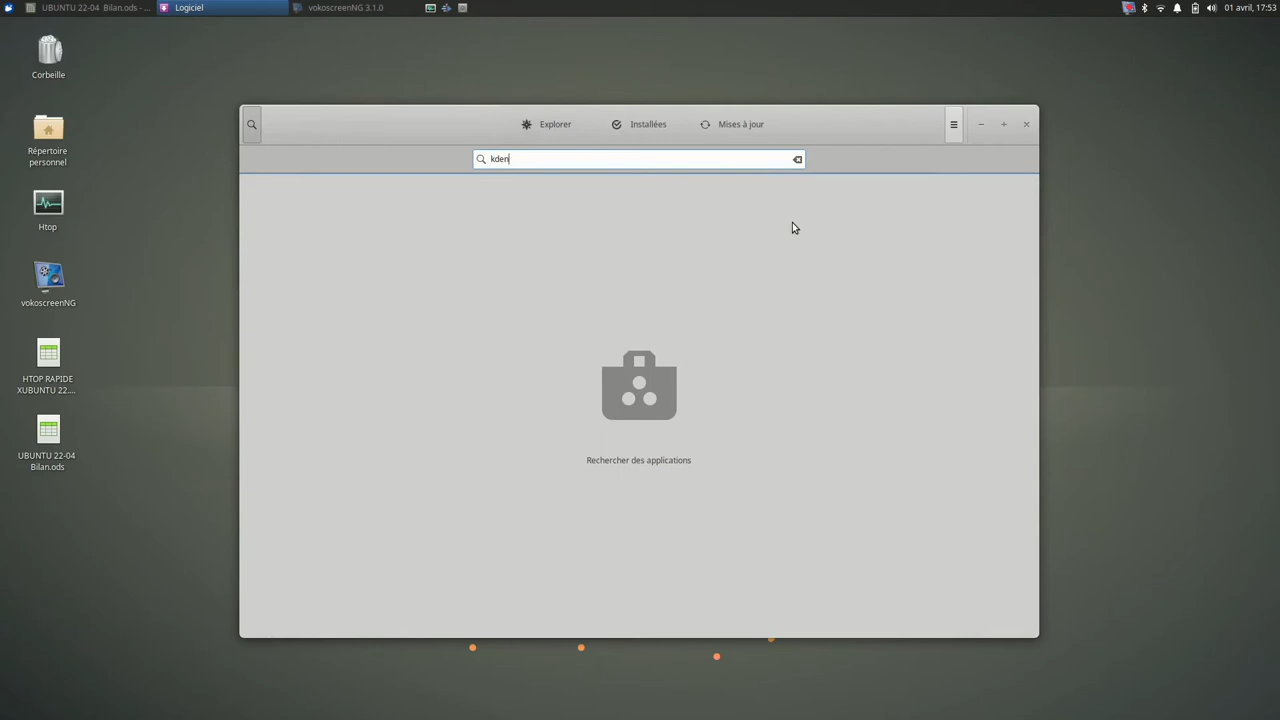 UBUNTU 22-04 Bilan.ods - ...
Logiciel
vokoscreenNG 3.1.0
01 avril, 17:53
Corbeille
Répertoire
personnel
Htop
vokoscreenNG
HTOP RAPIDE
XUBUNTU 22....
UBUNTU 22-04
Bilan.ods
Explorer
Installées
Mises à jour
kden
Rechercher des applications